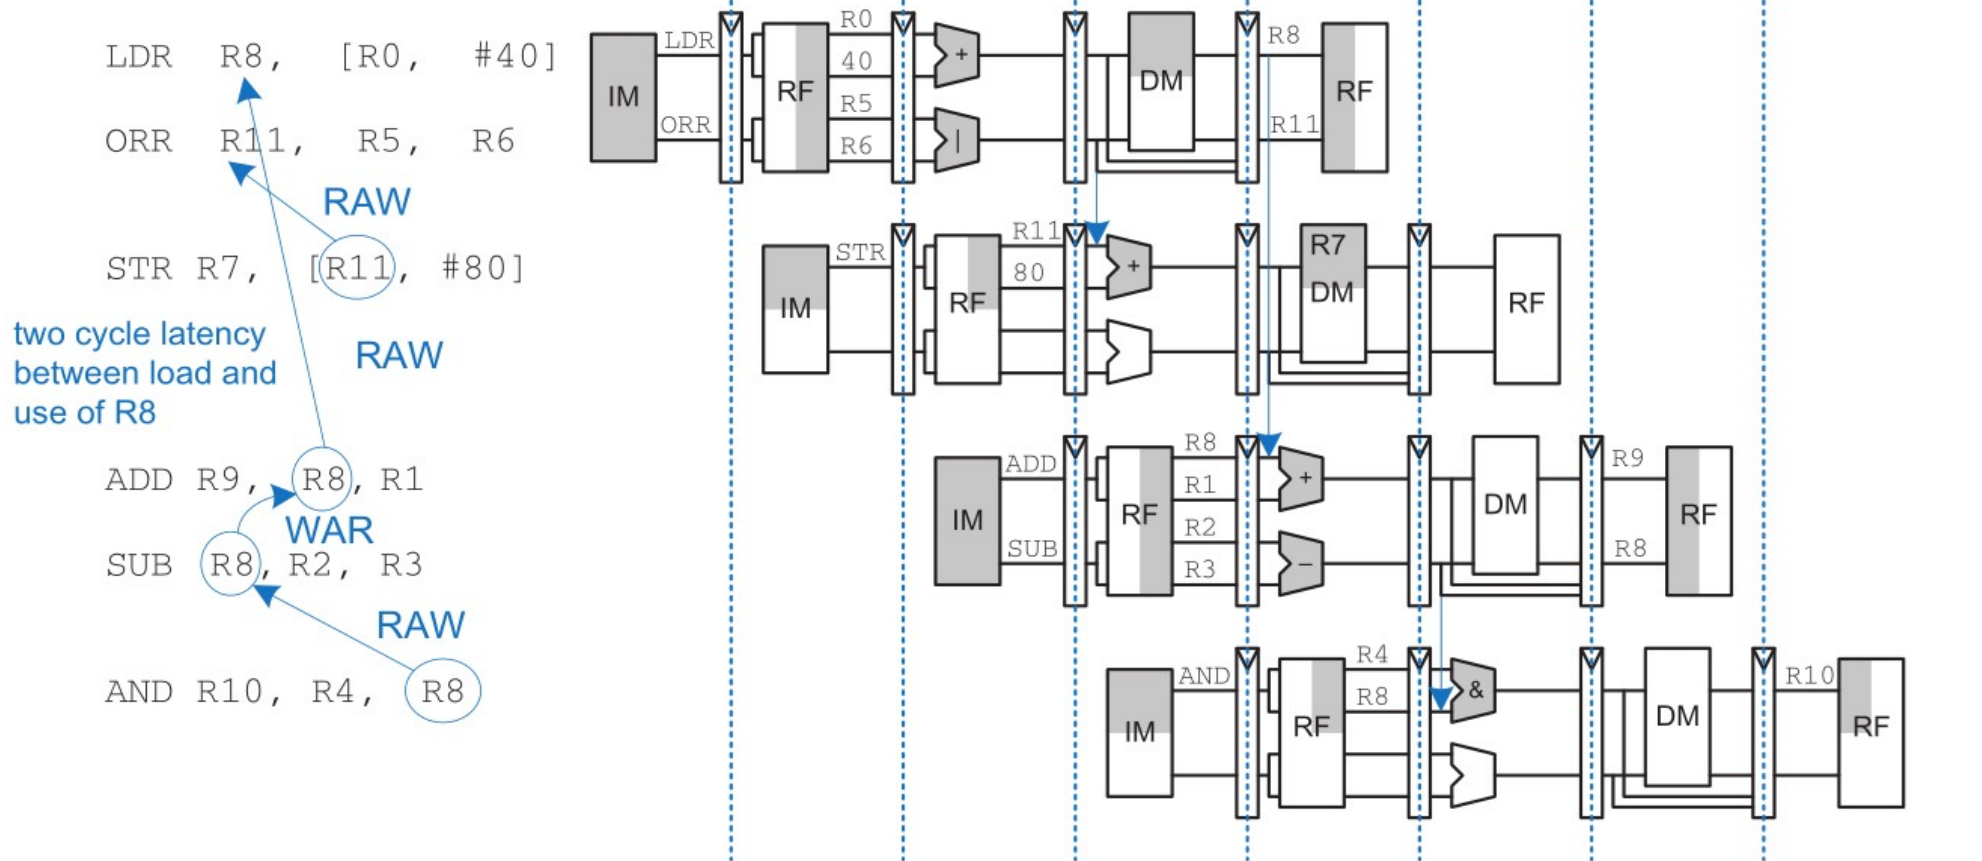 LDR R8, [R0, #40]
ORR R11, R5, R6
RAW
STR R7, [R11, #80]
two cycle latency
between load and
use of R8
RAW
ADD R9, R8, R1
WAR
SUB R8, R2, R3
RAW
AND R10, R4, R8
IM
LDR
ORR
RF
R0
40
R5
R6
+
|
DM
R8
R11
RF
IM
STR
RF
R11
80
+
R7
DM
RF
IM
ADD
SUB
RF
R8
R1
R2
R3
+
−
DM
R9
R8
RF
IM
AND
RF
R4
R8
&
DM
R10
RF